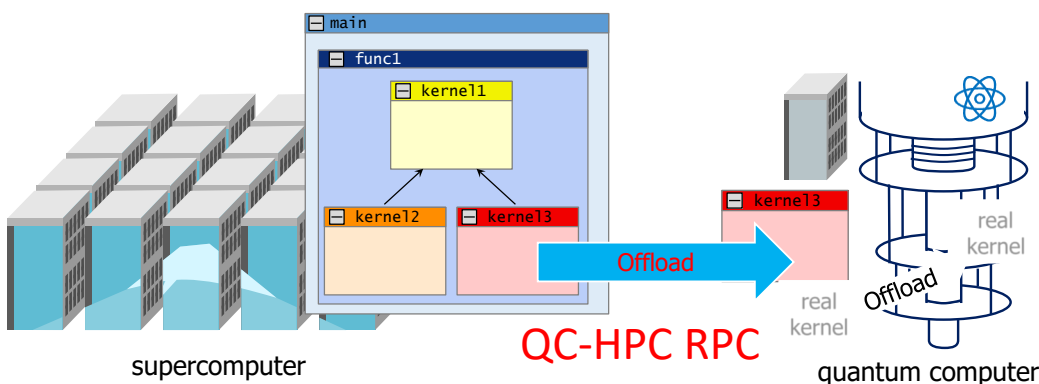 main
func1
kernel1
kernel2
kernel3
Offload
kernel3
real
kernel
real
kernel
Offload
QC-HPC RPC
supercomputer
quantum computer